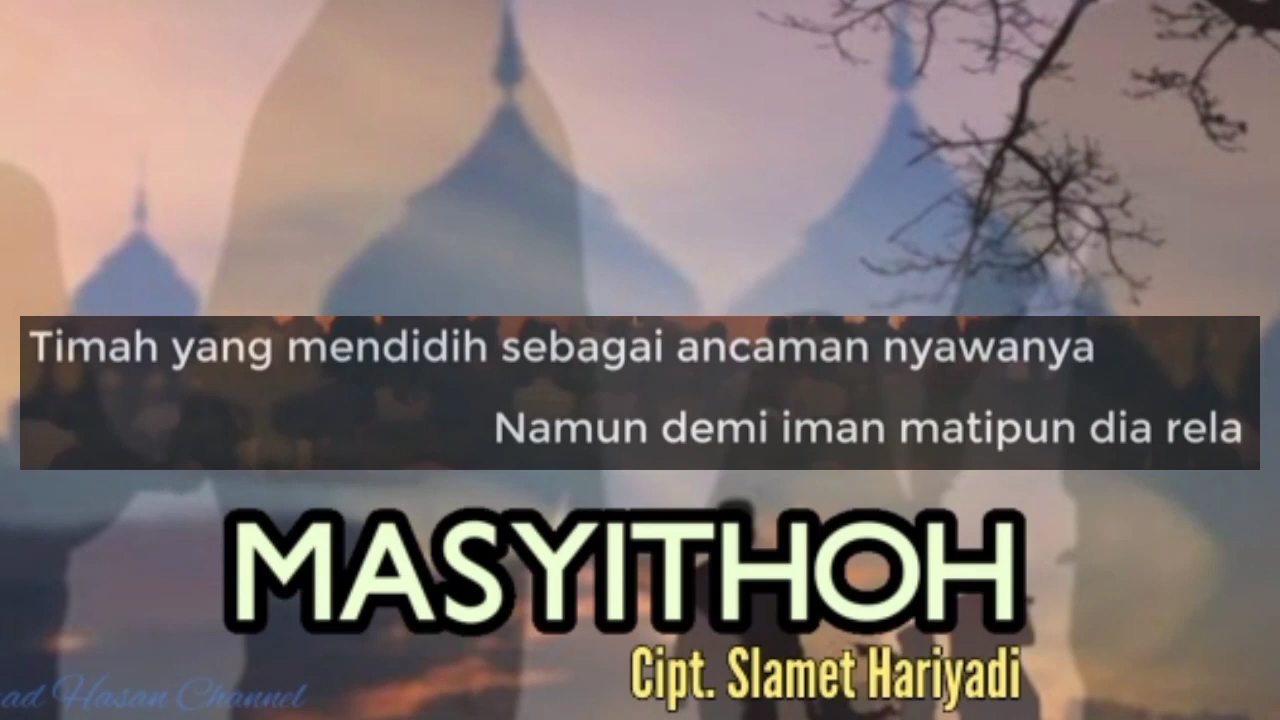 Timah yang mendidih sebagai ancaman nyawanya
Namun demi iman matipun dia rela
MASYITHOH
Cipt. Slamet Hariyadi
Hasan Channel